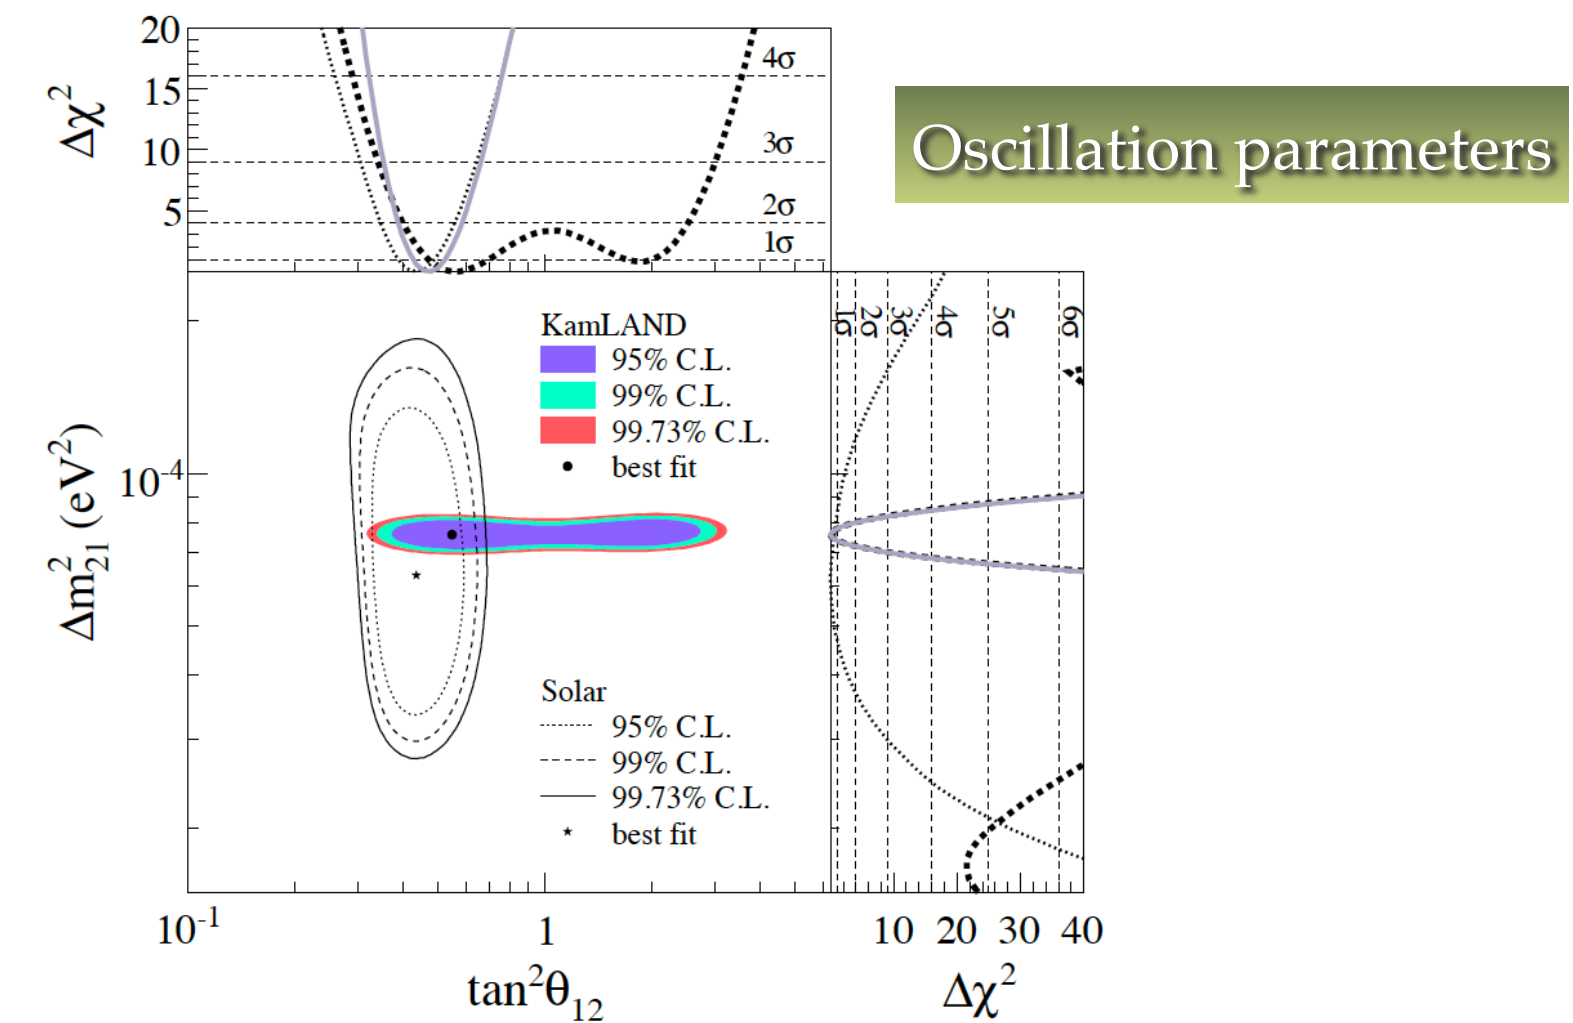 Oscillation parameters
20
15
10
5
Δχ²
4σ
3σ
2σ
1σ
1σ 2σ 3σ 4σ 5σ 6σ
KamLAND
95% C.L.
99% C.L.
99.73% C.L.
best fit
10⁻⁴
Δm²₂₁ (eV²)
Solar
95% C.L.
99% C.L.
99.73% C.L.
best fit
10⁻¹ 1 10 20 30 40
tan²θ₁₂ Δχ²